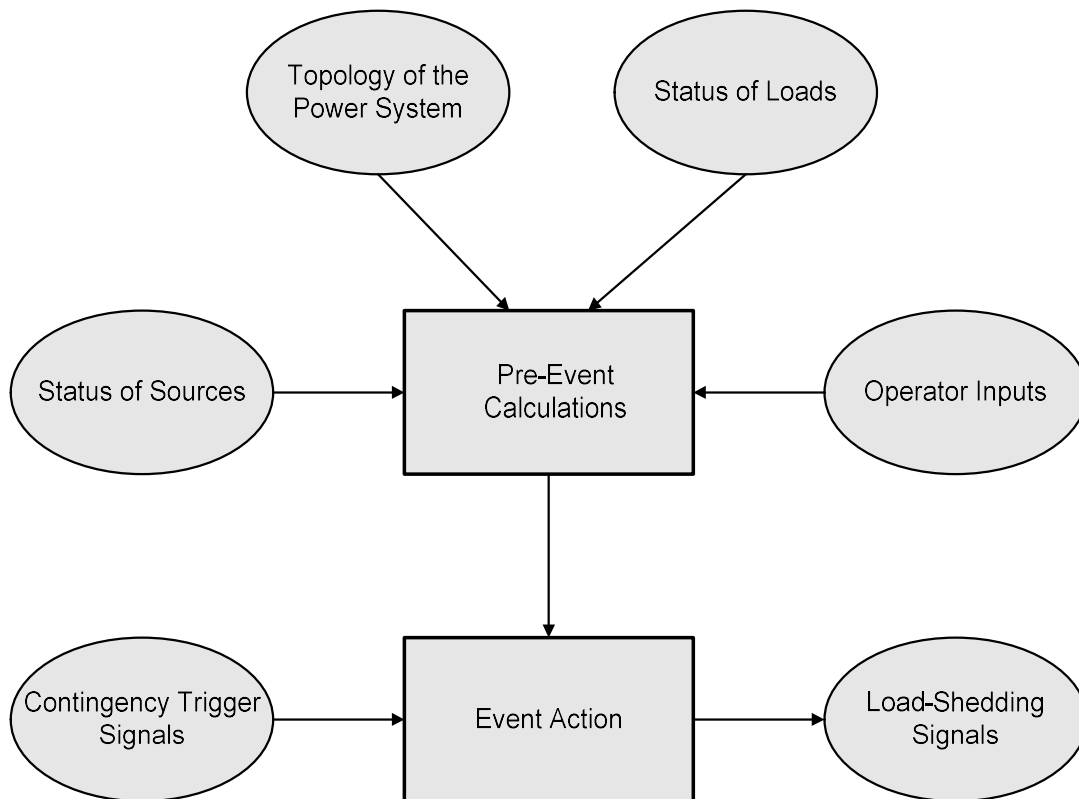 Topology of the
Power System
Status of Loads
Status of Sources
Pre-Event
Calculations
Operator Inputs
Contingency Trigger
Signals
Event Action
Load-Shedding
Signals